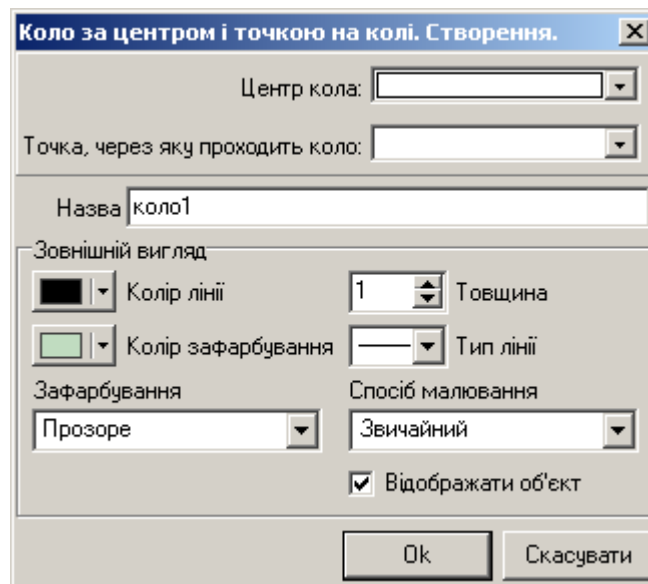 Коло за центром і точкою на колі. Створення.
Центр кола:
Точка, через яку проходить коло:
Назва коло1
Зовнішній вигляд
Колір лінії 1 Товщина
Колір зафарбування Тип лінії
Зафарбування Спосіб малювання
Прозоре Звичайний
Відображати об'єкт
Ok Скасувати